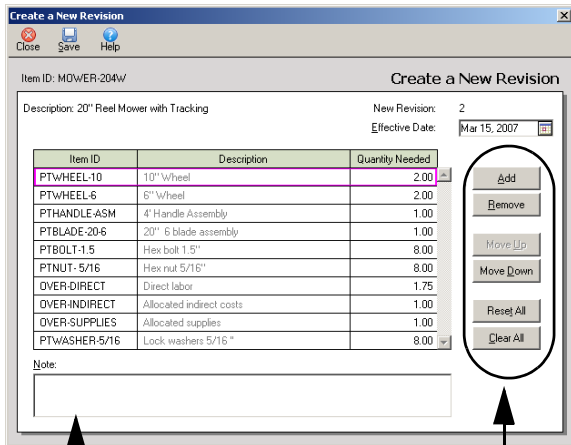 Create a New Revision
Close Save Help
Item ID: MOWER-204W Create a New Revision
Description: 20" Reel Mower with Tracking New Revision: 2
Effective Date: Mar 15, 2007
Item ID Description Quantity Needed
PTWHEEL-10 10" Wheel 2.00
PTWHEEL-6 6" Wheel 2.00
PTHANDLE-ASM 4' Handle Assembly 1.00
PTBLADE-20-6 20" 6 blade assembly 1.00
PTBOLT-1.5 Hex bolt 1.5" 8.00
PTNUT- 5/16 Hex nut 5/16" 8.00
OVER-DIRECT Direct labor 1.75
OVER-INDIRECT Allocated indirect costs 1.00
OVER-SUPPLIES Allocated supplies 1.00
PTWASHER-5/16 Lock washers 5/16 " 8.00
Add
Remove
Move Up
Move Down
Reset All
Clear All
Note: